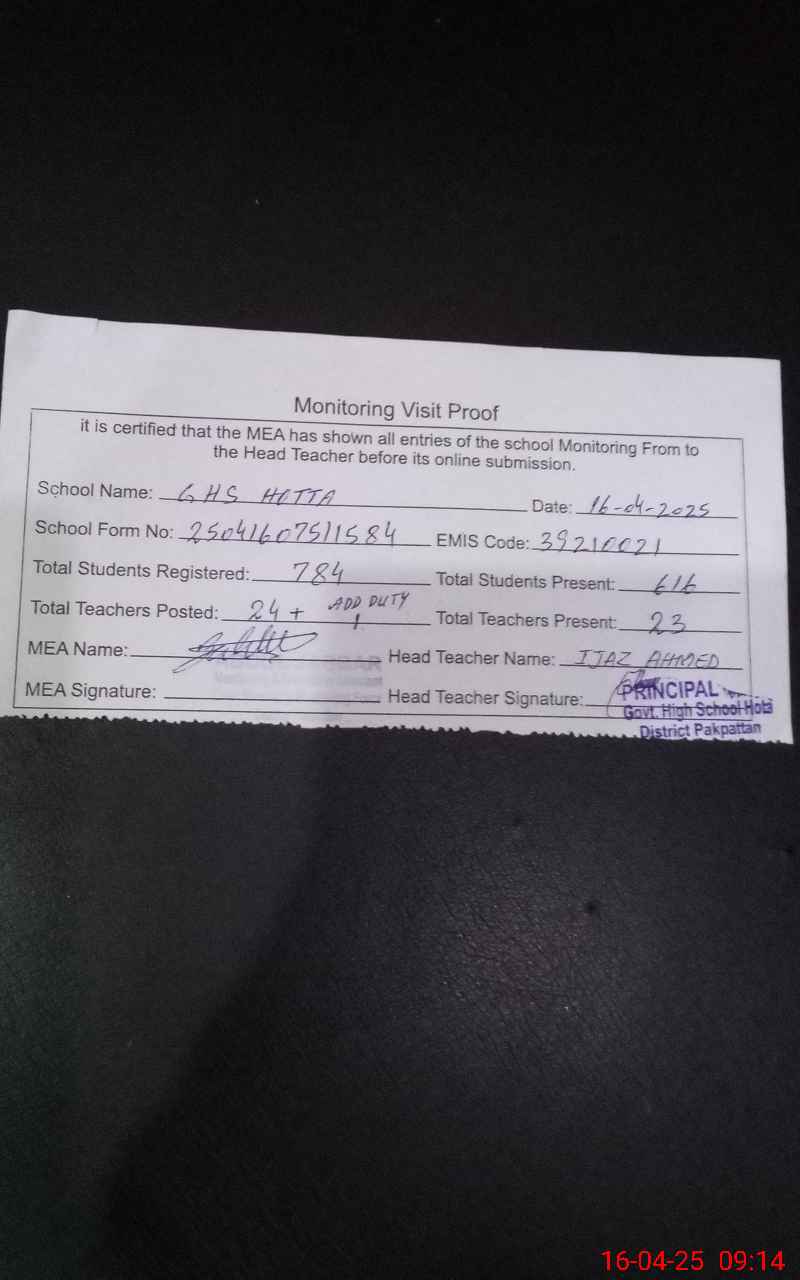 Monitoring Visit Proof
it is certified that the MEA has shown all entries of the school Monitoring From to
the Head Teacher before its online submission.
School Name: GHS HOTTA Date: 16-04-2025
School Form No: 25041607511584 EMIS Code: 39210021
Total Students Registered: 784 Total Students Present: 616
Total Teachers Posted: 24 + ADD DUTY 1 Total Teachers Present: 23
MEA Name: Head Teacher Name: IJAZ AHMED
MEA Signature: Head Teacher Signature:
PRINCIPAL
Govt. High School Hota
District Pakpattan
16-04-25 09:14